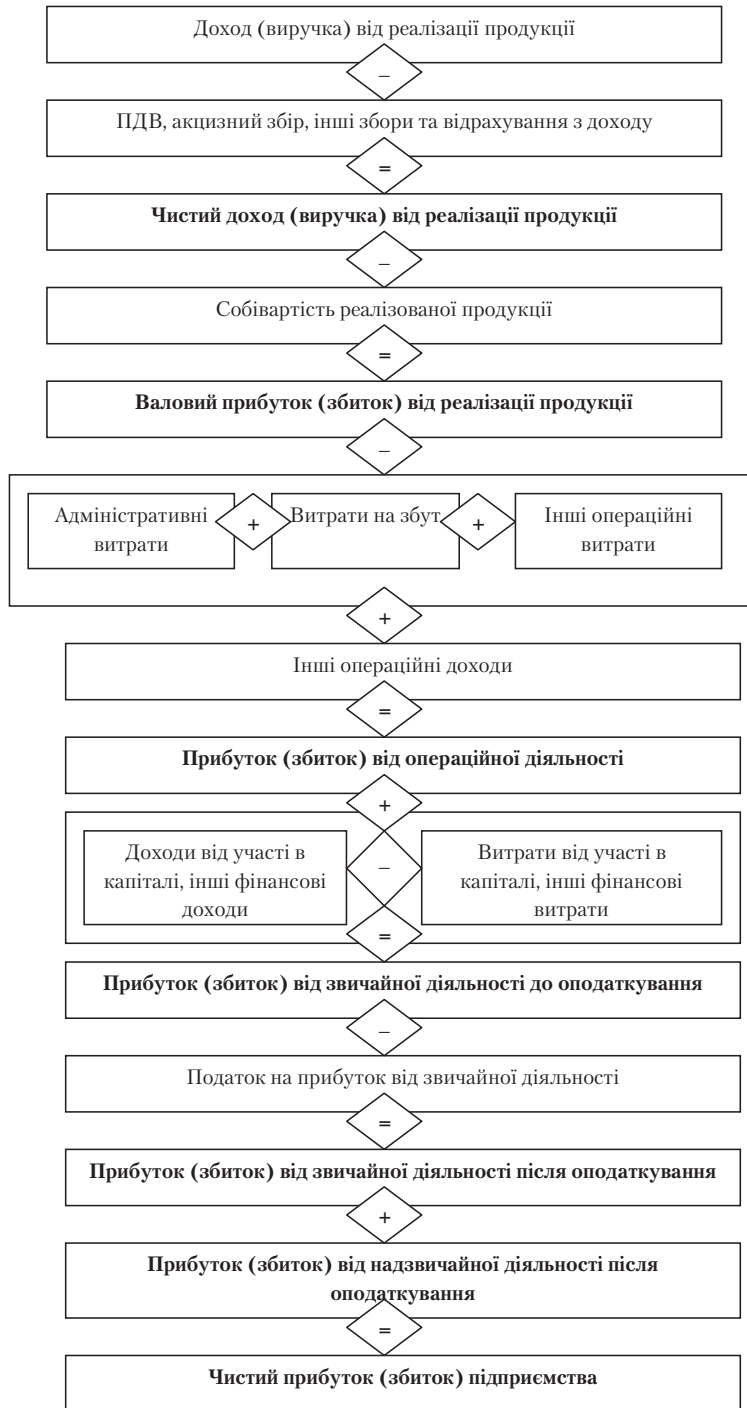 Доход (виручка) від реалізації продукції
–
ПДВ, акцизний збір, інші збори та відрахування з доходу
=
Чистий доход (виручка) від реалізації продукції
–
Собівартість реалізованої продукції
=
Валовий прибуток (збиток) від реалізації продукції
–
Адміністративні
витрати
+
Витрати на збут
+
Інші операційні
витрати
+
Інші операційні доходи
=
Прибуток (збиток) від операційної діяльності
+
Доходи від участі в
капіталі, інші фінансові
доходи
–
Витрати від участі в
капіталі, інші фінансові
витрати
=
Прибуток (збиток) від звичайної діяльності до оподаткування
–
Податок на прибуток від звичайної діяльності
=
Прибуток (збиток) від звичайної діяльності після оподаткування
+
Прибуток (збиток) від надзвичайної діяльності після
оподаткування
=
Чистий прибуток (збиток) підприємства